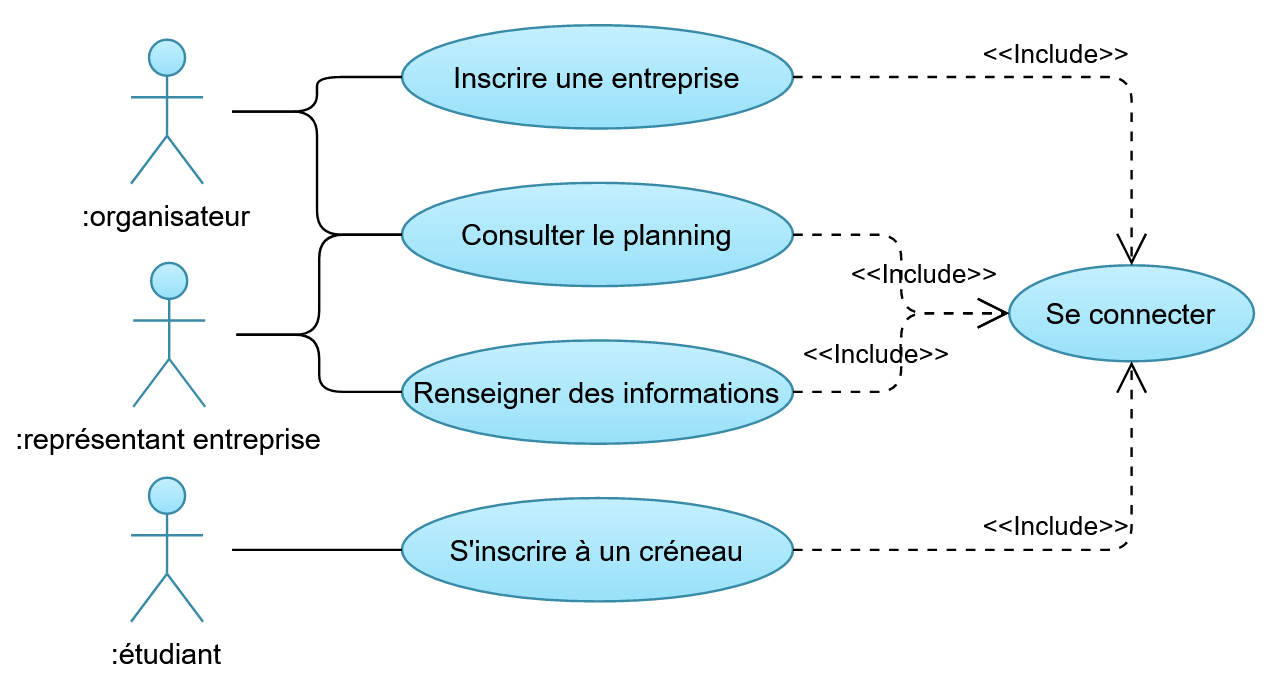 Inscrire une entreprise
<<Include>>
:organisateur
Consulter le planning
<<Include>>
Se connecter
<<Include>>
Renseigner des informations
:représentant entreprise
<<Include>>
S'inscrire à un créneau
:étudiant